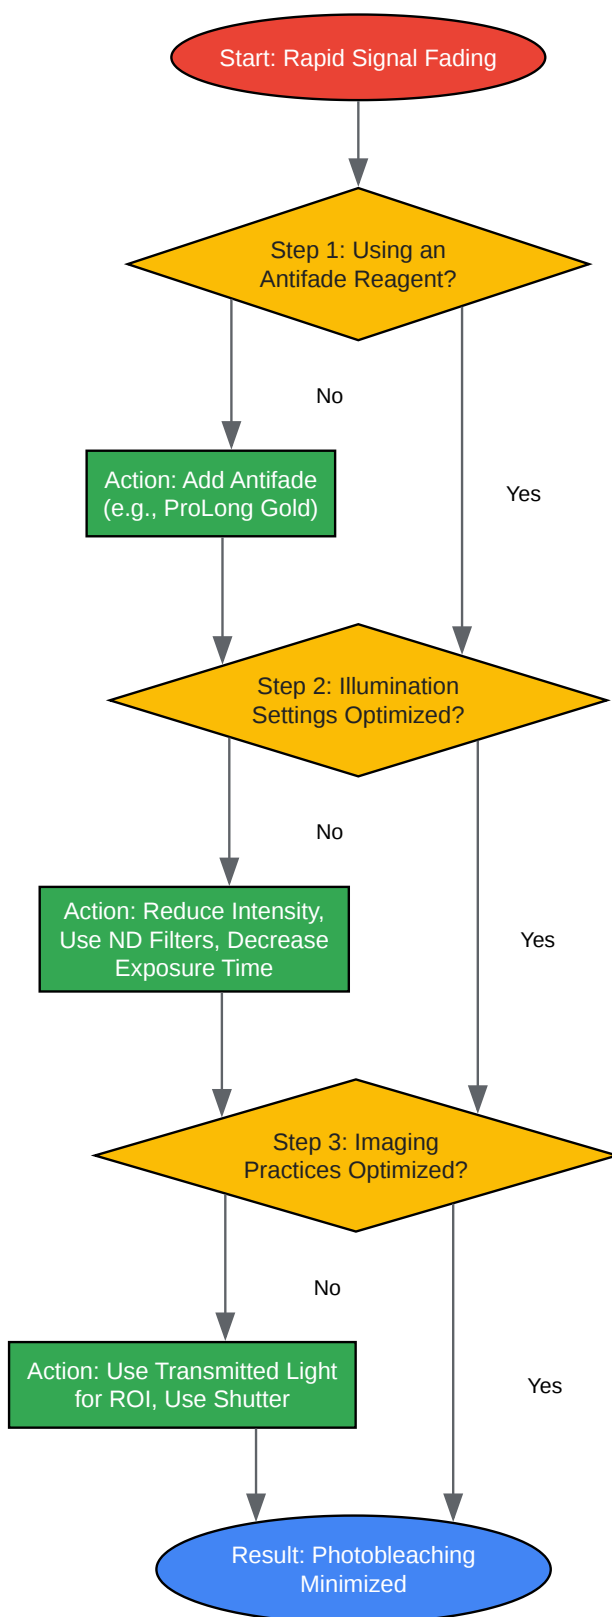 Start: Rapid Signal Fading
Step 1: Using an
Antifade Reagent?
No
Action: Add Antifade
(e.g., ProLong Gold)
Yes
Step 2: Illumination
Settings Optimized?
No
Action: Reduce Intensity,
Use ND Filters, Decrease
Exposure Time
Yes
Step 3: Imaging
Practices Optimized?
No
Action: Use Transmitted Light
for ROI, Use Shutter
Yes
Result: Photobleaching
Minimized